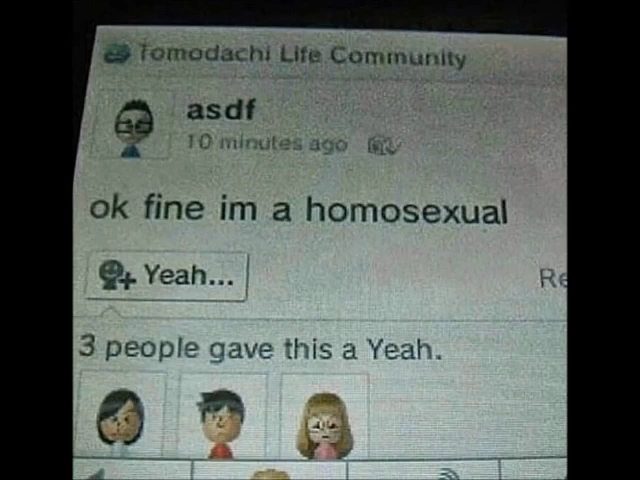 Tomodachi Life Community
asdf
10 minutes ago
ok fine im a homosexual
Yeah...
Re
3 people gave this a Yeah.